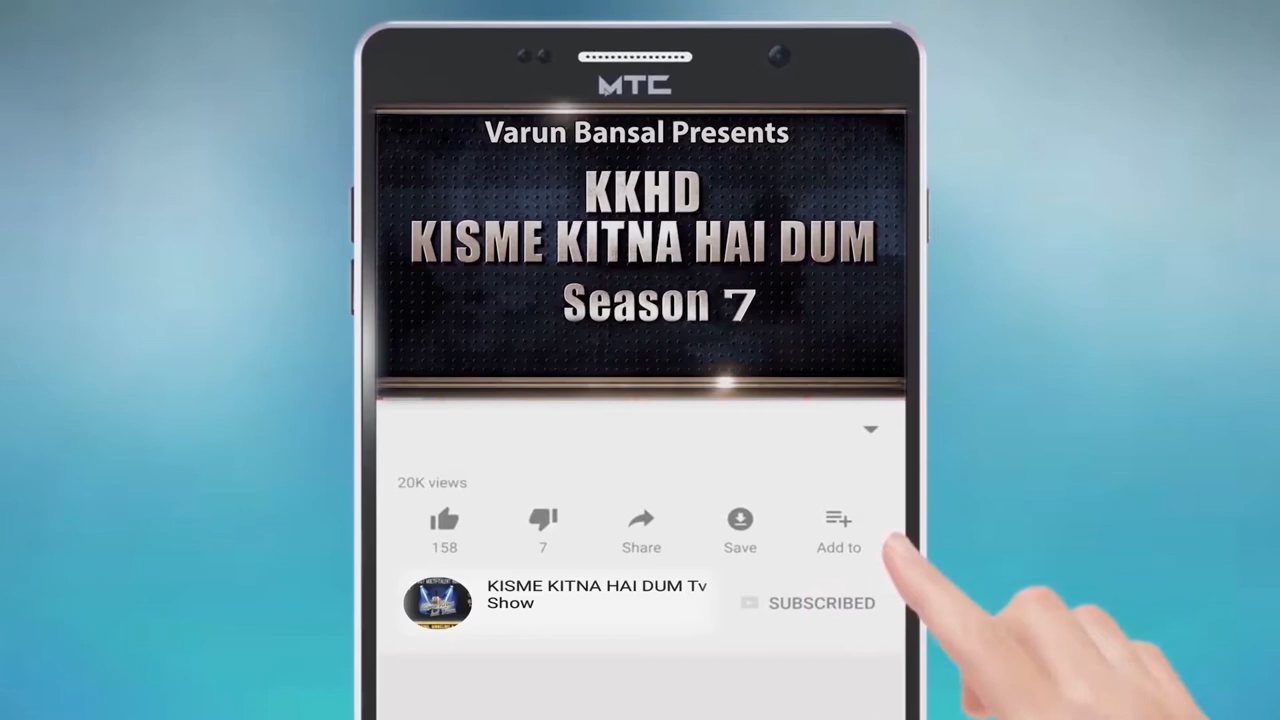 MTC
Varun Bansal Presents
KKHD
KISME KITNA HAI DUM
Season 7
20K views
158
7
Share
Save
Add to
KISME KITNA HAI DUM Tv
Show
SUBSCRIBED